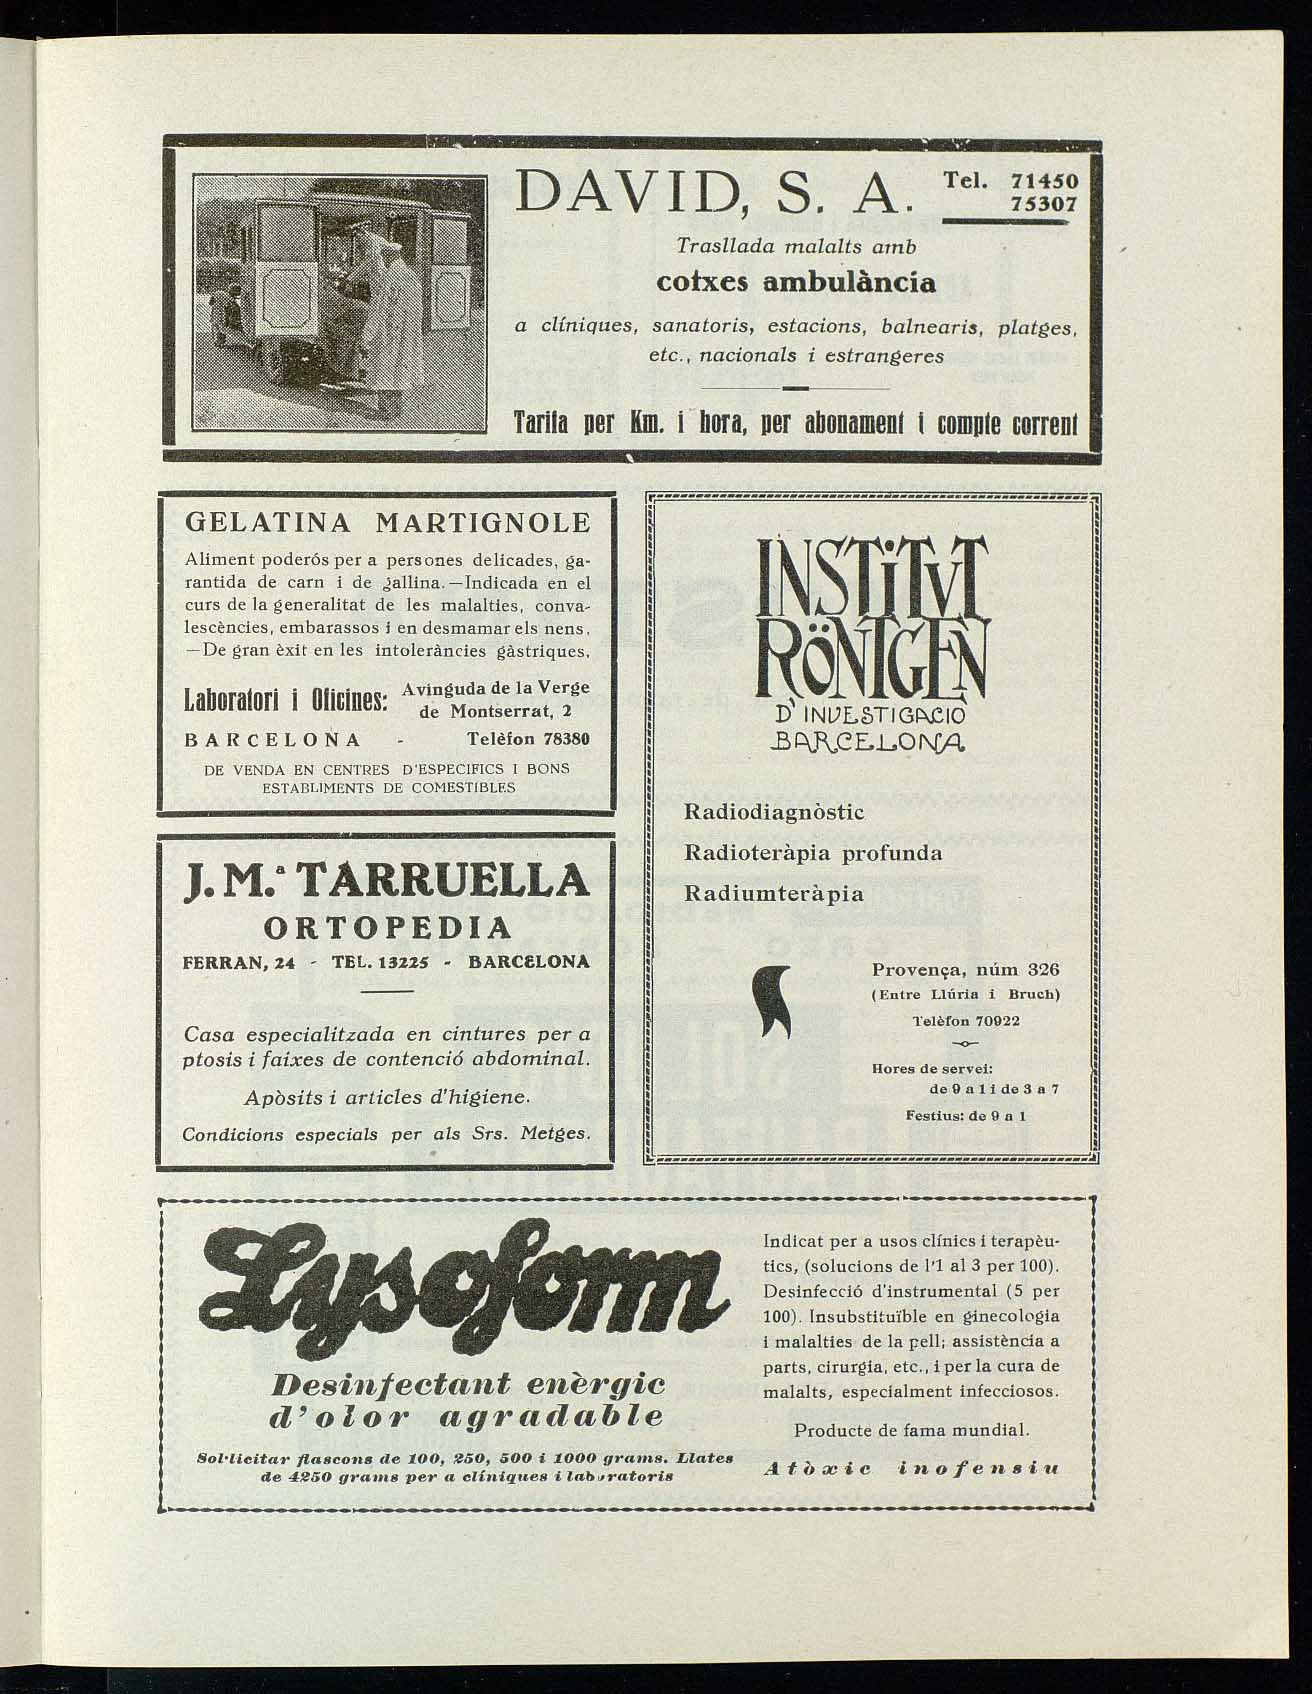 DAVID, S. A.
Tel. 71450
75307
Trasllada malalts amb
cotxes ambulància
a clíniques, sanatoris, estacions, balnearis, platges,
etc., nacionals i estrangeres
Tarifa per Km. i hora, per abonament i compte corrent
GELATINA MARTIGNOLE
Aliment poderós per a persones delicades, ga-
rantida de carn i de gallina.—Indicada en el
curs de la generalitat de les malalties, conva-
lescències, embarassos i en desmamar els nens.
—De gran èxit en les intoleràncies gàstriques.
Laboratori i Oficines: Avinguda de la Verge
de Montserrat, 2
BARCELONA - Telèfon 78380
DE VENDA EN CENTRES D'ESPECIFICS I BONS
ESTABLIMENTS DE COMESTIBLES
J. M.ª TARRUELLA
ORTOPEDIA
FERRAN, 24 - TEL. 13225 - BARCELONA
Casa especialitzada en cintures per a
ptosis i faixes de contenció abdominal.
Apòsits i articles d'higiene.
Condicions especials per als Srs. Metges.
INSTITVT
RÖNTGEN
D'INVESTIGACIÓ
BARCELONA
Radiodiagnòstic
Radioteràpia profunda
Radiumteràpia
Provença, núm 326
(Entre Llúria i Bruch)
Telèfon 70922
Hores de servei:
de 9 a 1 i de 3 a 7
Festius: de 9 a 1
Lysoform
Desinfectant enèrgic
d'olor agradable
Sol·licitar flascons de 100, 250, 500 i 1000 grams. Llates
de 4250 grams per a clíniques i laboratoris
Indicat per a usos clínics i terapèu-
tics, (solucions de l'1 al 3 per 100).
Desinfecció d'instrumental (5 per
100). Insubstituïble en ginecologia
i malalties de la pell; assistència a
parts, cirurgia, etc., i per la cura de
malalts, especialment infecciosos.
Producte de fama mundial.
Atòxic inofensiu